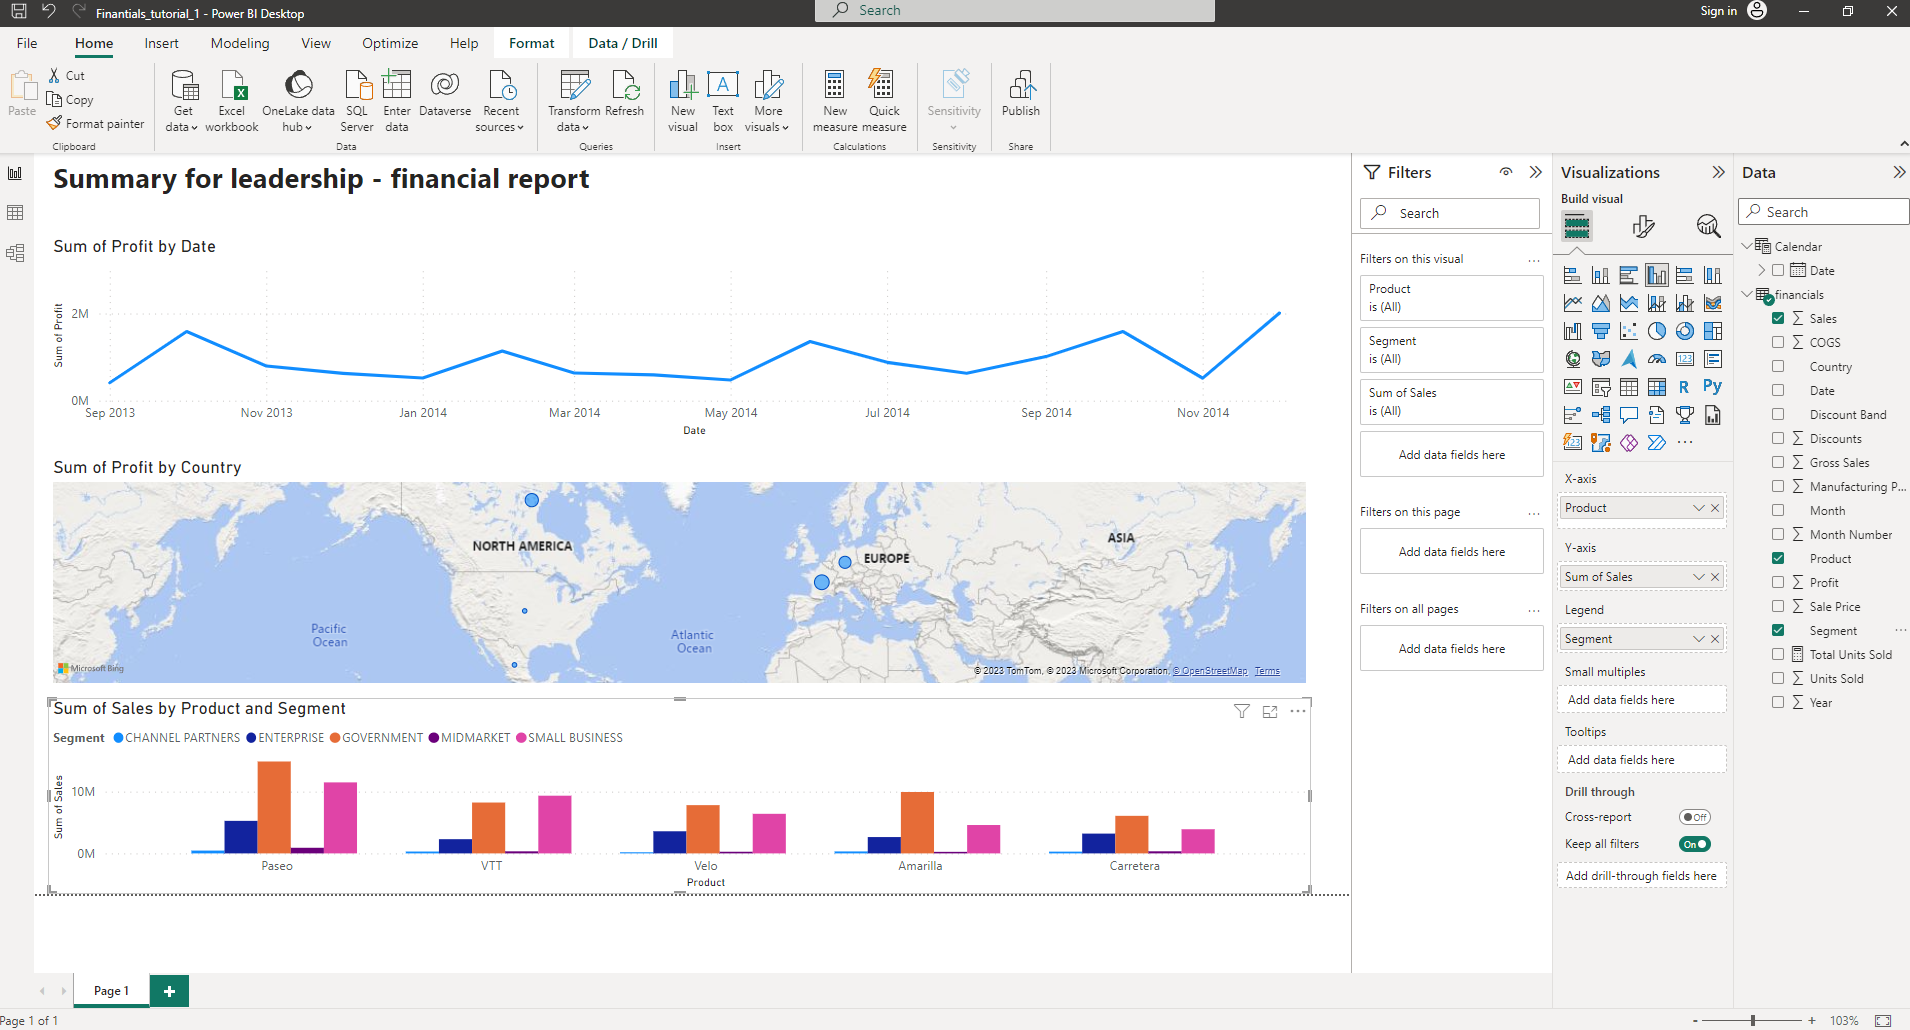 Finantials_tutorial_1 - Power BI Desktop
Search
Sign in
File Home Insert Modeling View Optimize Help Format Data / Drill
Paste
Cut
Copy
Format painter
Clipboard
Get data
Excel workbook
OneLake data hub
SQL Server
Enter data
Dataverse
Recent sources
Data
Transform data
Refresh
Queries
New visual
Text box
More visuals
Insert
New measure
Quick measure
Calculations
Sensitivity
Sensitivity
Publish
Share
Summary for leadership - financial report
Sum of Profit by Date
Sum of Profit
2M
0M
Sep 2013 Nov 2013 Jan 2014 Mar 2014 May 2014 Jul 2014 Sep 2014 Nov 2014
Date
Sum of Profit by Country
NORTH AMERICA
EUROPE
ASIA
Pacific Ocean
Atlantic Ocean
Microsoft Bing
© 2023 TomTom, © 2023 Microsoft Corporation, © OpenStreetMap Terms
Sum of Sales by Product and Segment
Segment CHANNEL PARTNERS ENTERPRISE GOVERNMENT MIDMARKET SMALL BUSINESS
Sum of Sales
10M
0M
Paseo VTT Velo Amarilla Carretera
Product
Page 1
+
Page 1 of 1
Filters
Search
Filters on this visual ...
Product
is (All)
Segment
is (All)
Sum of Sales
is (All)
Add data fields here
Filters on this page ...
Add data fields here
Filters on all pages ...
Add data fields here
Visualizations
Build visual
123
R
Py
123
...
X-axis
Product
Y-axis
Sum of Sales
Legend
Segment
Small multiples
Add data fields here
Tooltips
Add data fields here
Drill through
Cross-report Off
Keep all filters On
Add drill-through fields here
Data
Search
Calendar
Date
financials
Sales
COGS
Country
Date
Discount Band
Discounts
Gross Sales
Manufacturing P...
Month
Month Number
Product
Profit
Sale Price
Segment ...
Total Units Sold
Units Sold
Year
- + 103%